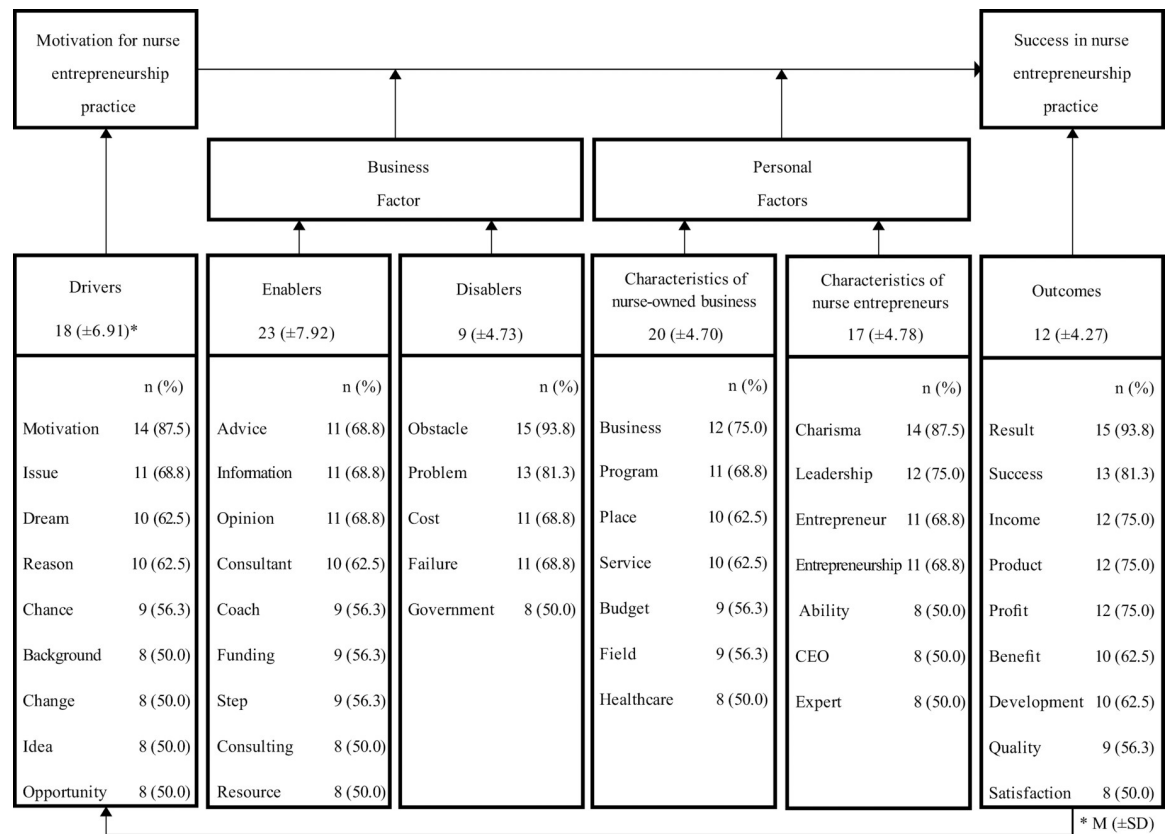 Motivation for nurse
entrepreneurship
practice
Success in nurse
entrepreneurship
practice
Business
Factor
Personal
Factors
Drivers
18 (±6.91)*
n (%)
Motivation 14 (87.5)
Issue 11 (68.8)
Dream 10 (62.5)
Reason 10 (62.5)
Chance 9 (56.3)
Background 8 (50.0)
Change 8 (50.0)
Idea 8 (50.0)
Opportunity 8 (50.0)
Enablers
23 (±7.92)
n (%)
Advice 11 (68.8)
Information 11 (68.8)
Opinion 11 (68.8)
Consultant 10 (62.5)
Coach 9 (56.3)
Funding 9 (56.3)
Step 9 (56.3)
Consulting 8 (50.0)
Resource 8 (50.0)
Disablers
9 (±4.73)
n (%)
Obstacle 15 (93.8)
Problem 13 (81.3)
Cost 11 (68.8)
Failure 11 (68.8)
Government 8 (50.0)
Characteristics of
nurse-owned business
20 (±4.70)
n (%)
Business 12 (75.0)
Program 11 (68.8)
Place 10 (62.5)
Service 10 (62.5)
Budget 9 (56.3)
Field 9 (56.3)
Healthcare 8 (50.0)
Characteristics of
nurse entrepreneurs
17 (±4.78)
n (%)
Charisma 14 (87.5)
Leadership 12 (75.0)
Entrepreneur 11 (68.8)
Entrepreneurship 11 (68.8)
Ability 8 (50.0)
CEO 8 (50.0)
Expert 8 (50.0)
Outcomes
12 (±4.27)
n (%)
Result 15 (93.8)
Success 13 (81.3)
Income 12 (75.0)
Product 12 (75.0)
Profit 12 (75.0)
Benefit 10 (62.5)
Development 10 (62.5)
Quality 9 (56.3)
Satisfaction 8 (50.0)
* M (±SD)